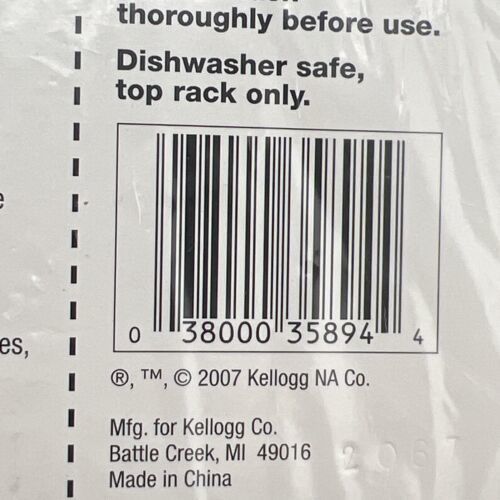 thoroughly before use.
Dishwasher safe,
top rack only.
es,
0 38000 35894 4
®, ™, © 2007 Kellogg NA Co.
Mfg. for Kellogg Co.
Battle Creek, MI 49016
Made in China